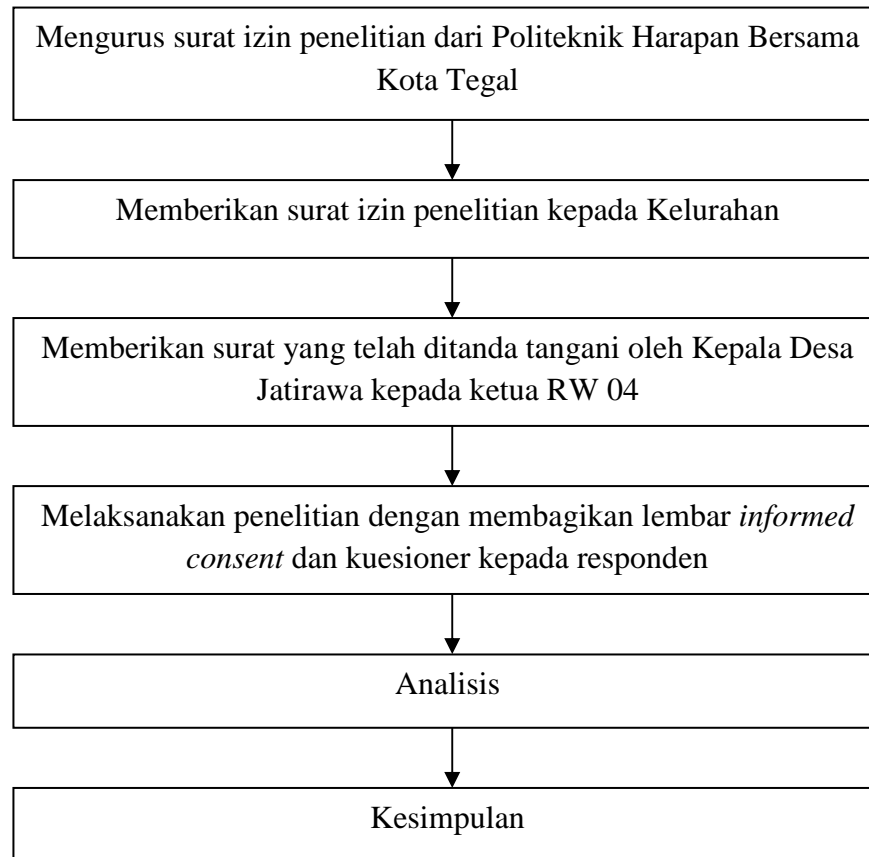 Mengurus surat izin penelitian dari Politeknik Harapan Bersama
Kota Tegal
Memberikan surat izin penelitian kepada Kelurahan
Memberikan surat yang telah ditanda tangani oleh Kepala Desa
Jatirawa kepada ketua RW 04
Melaksanakan penelitian dengan membagikan lembar informed
consent dan kuesioner kepada responden
Analisis
Kesimpulan